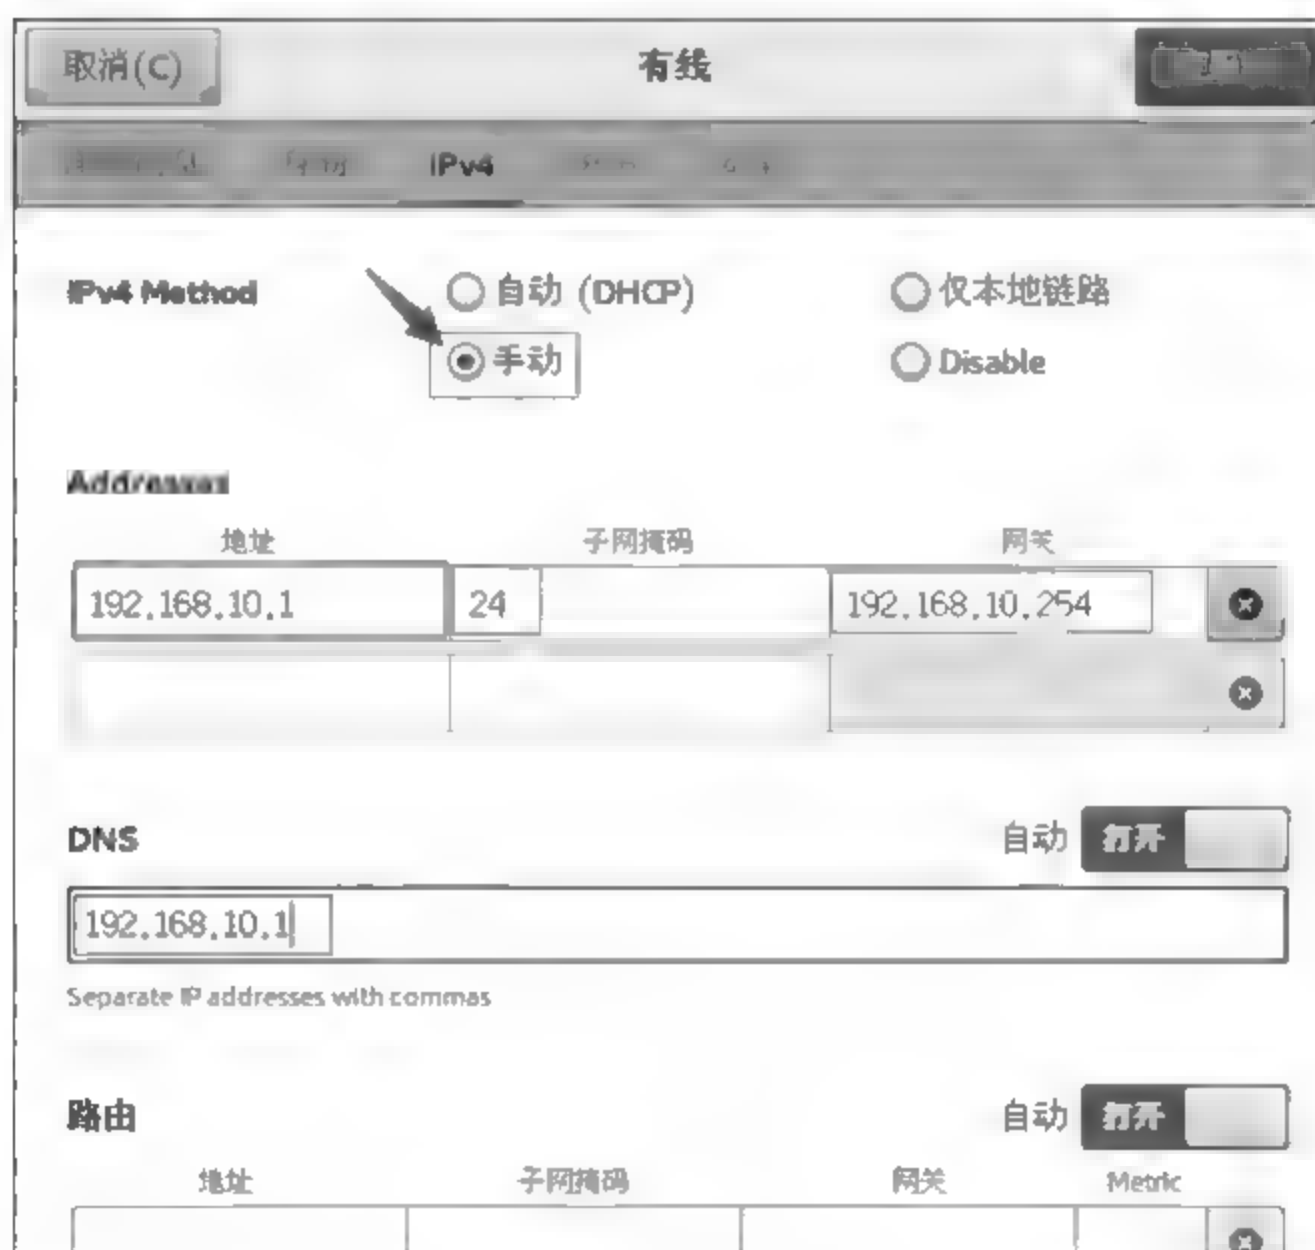 取消(C) 有线
IPv4
IPv4 Method 自动 (DHCP) 仅本地链路
手动 Disable
Addresses
地址 子网掩码 网关
192.168.10.1 24 192.168.10.254
DNS 自动 打开
192.168.10.1
Separate IP addresses with commas
路由 自动 打开
地址 子网掩码 网关 Metric